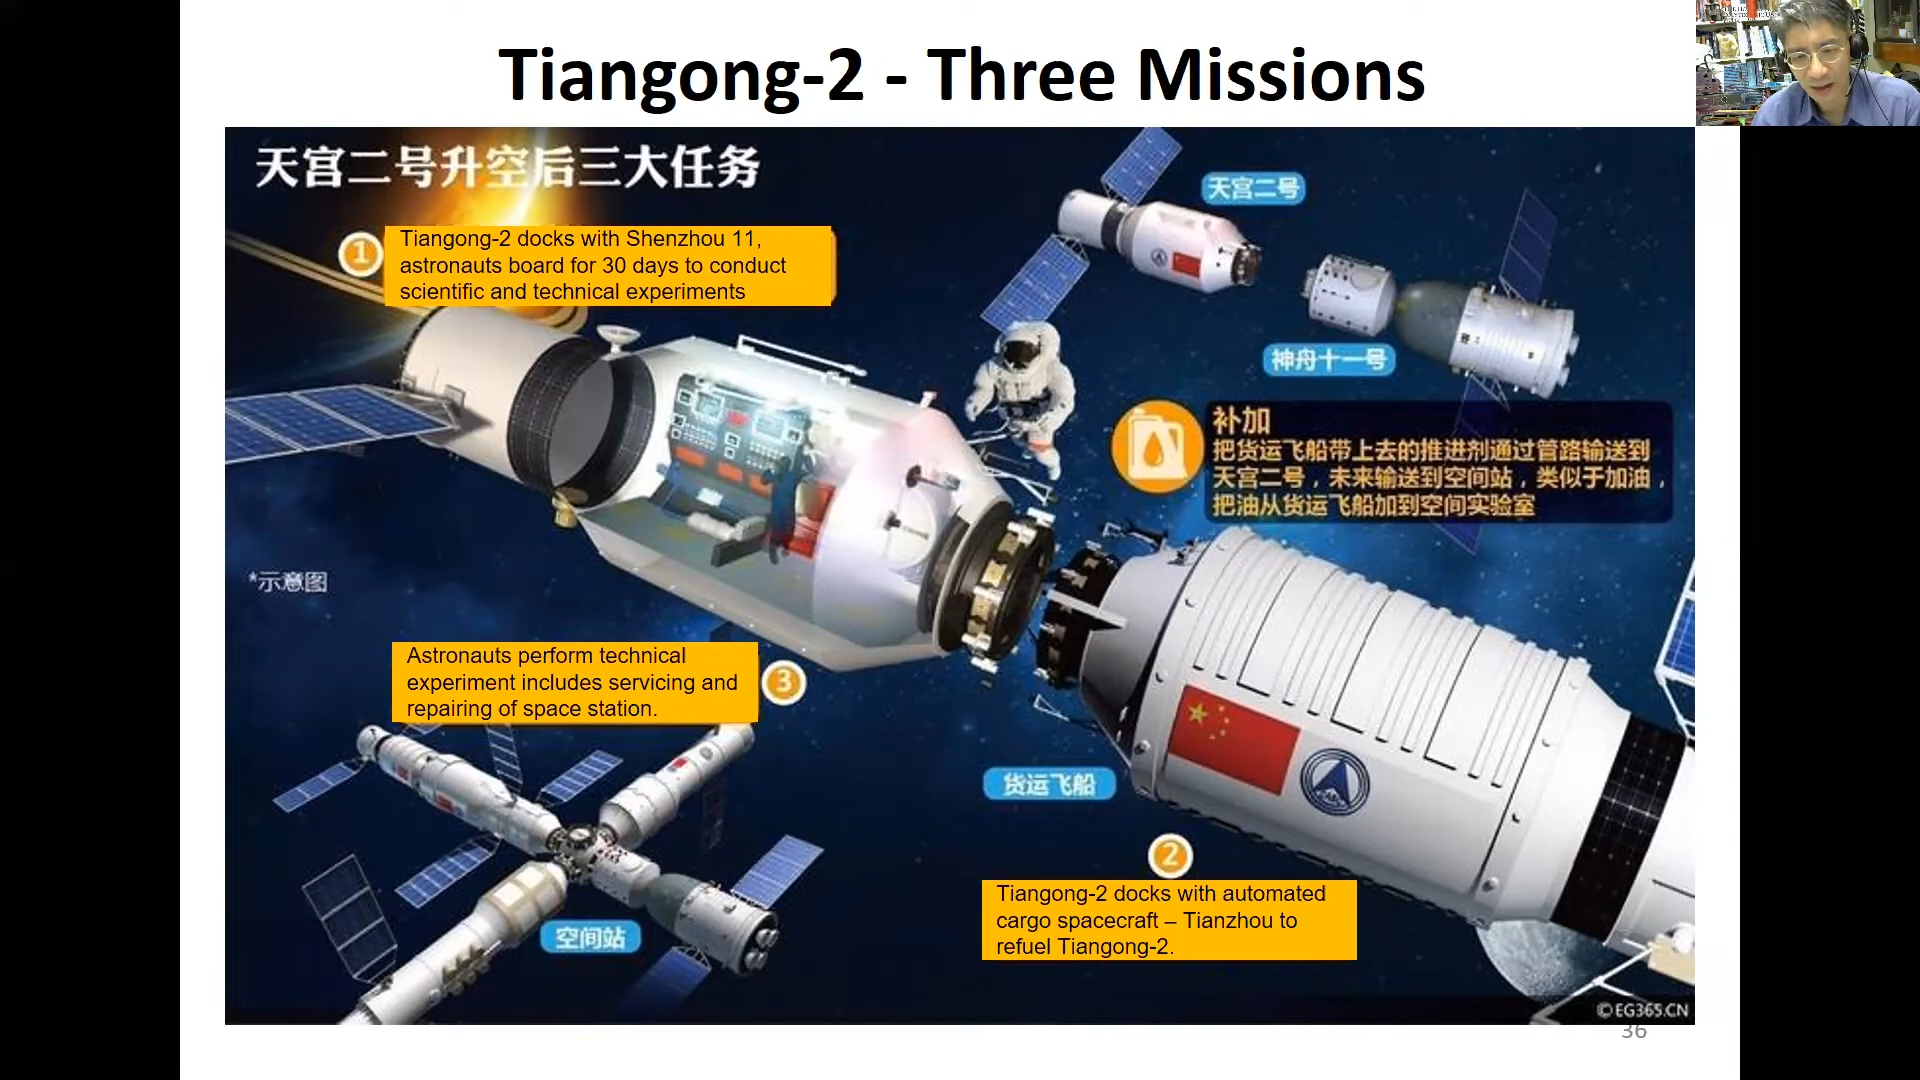 Tiangong-2 - Three Missions
天宫二号升空后三大任务
1
Tiangong-2 docks with Shenzhou 11,
astronauts board for 30 days to conduct
scientific and technical experiments
天宫二号
神舟十一号
补加
把货运飞船带上去的推进剂通过管路输送到
天宫二号，未来输送到空间站，类似于加油，
把油从货运飞船加到空间实验室
*示意图
Astronauts perform technical
experiment includes servicing and
repairing of space station.
3
货运飞船
2
Tiangong-2 docks with automated
cargo spacecraft – Tianzhou to
refuel Tiangong-2.
空间站
©EG365.CN
36